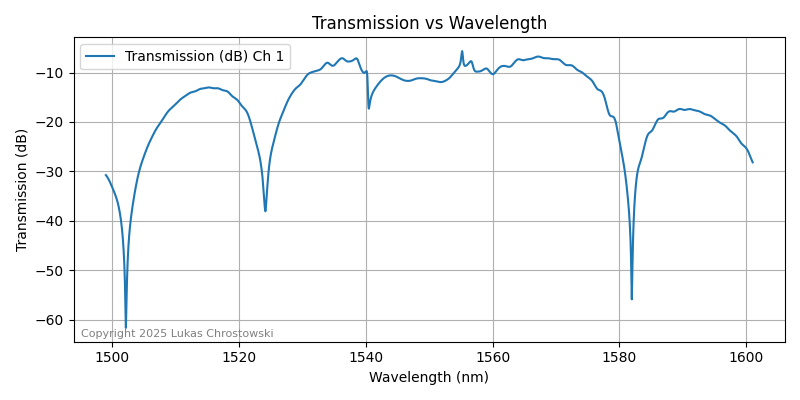 Transmission vs Wavelength
Transmission (dB) Ch 1
−10
−20
−30
−40
−50
−60
Transmission (dB)
Copyright 2025 Lukas Chrostowski
1500 1520 1540 1560 1580 1600
Wavelength (nm)